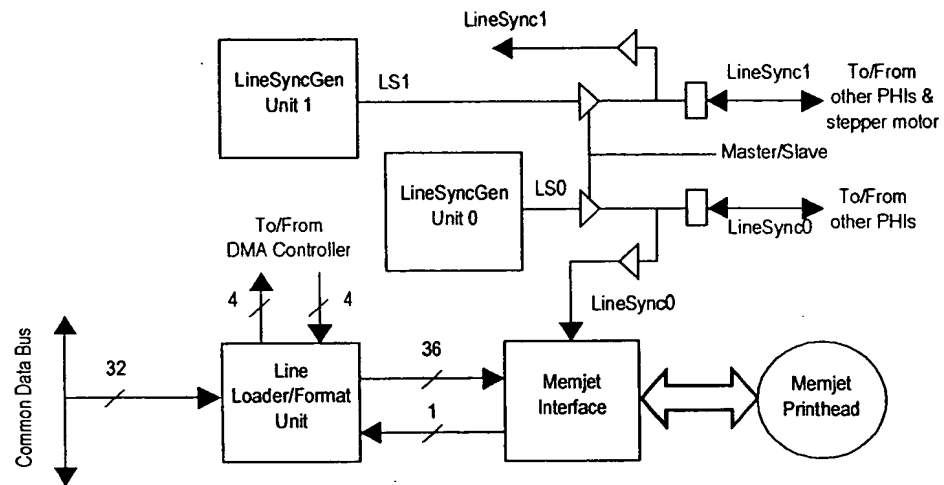 LineSync1
LineSyncGen
Unit 1
LS1
LineSync1
To/From
other PHIs &
stepper motor
Master/Slave
LineSyncGen
Unit 0
LS0
LineSync0
To/From
other PHIs
To/From
DMA Controller
4
4
LineSync0
Common Data Bus
32
Line
Loader/Format
Unit
36
1
Memjet
Interface
Memjet
Printhead